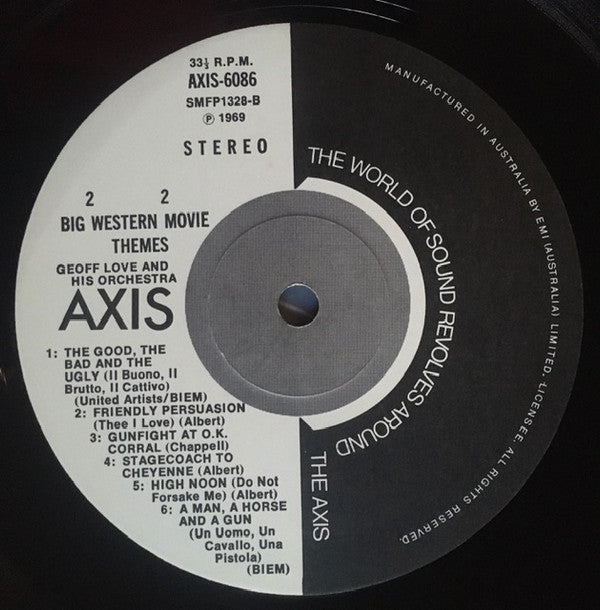 33⅓ R.P.M.
AXIS-6086
SMFP1328-B
Ⓟ 1969
STEREO
2 2
BIG WESTERN MOVIE
THEMES
GEOFF LOVE AND
HIS ORCHESTRA
AXIS
1: THE GOOD, THE
BAD AND THE
UGLY (Il Buono, Il
Brutto, Il Cattivo)
(United Artists/BIEM)
2: FRIENDLY PERSUASION
(Thee I Love) (Albert)
3: GUNFIGHT AT O.K.
CORRAL (Chappell)
4: STAGECOACH TO
CHEYENNE (Albert)
5: HIGH NOON (Do Not
Forsake Me) (Albert)
6: A MAN, A HORSE
AND A GUN
(Un Uomo, Un
Cavallo, Una
Pistola)
(BIEM)
THE WORLD OF SOUND REVOLVES AROUND
THE AXIS
MANUFACTURED IN AUSTRALIA BY EMI (AUSTRALIA) LIMITED. LICENSEE. ALL RIGHTS RESERVED.